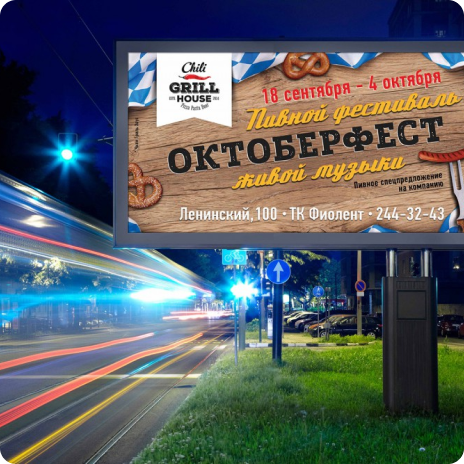 Chili
GRILL
HOUSE
Pizza Pasta Beer
18 сентября - 4 октября
Пивной фестиваль
ОКТОБЕРФЕСТ
живой музыки
Пивное спецпредложение
на компанию
Ленинский, 100 • ТК Фиолент • 244-32-43